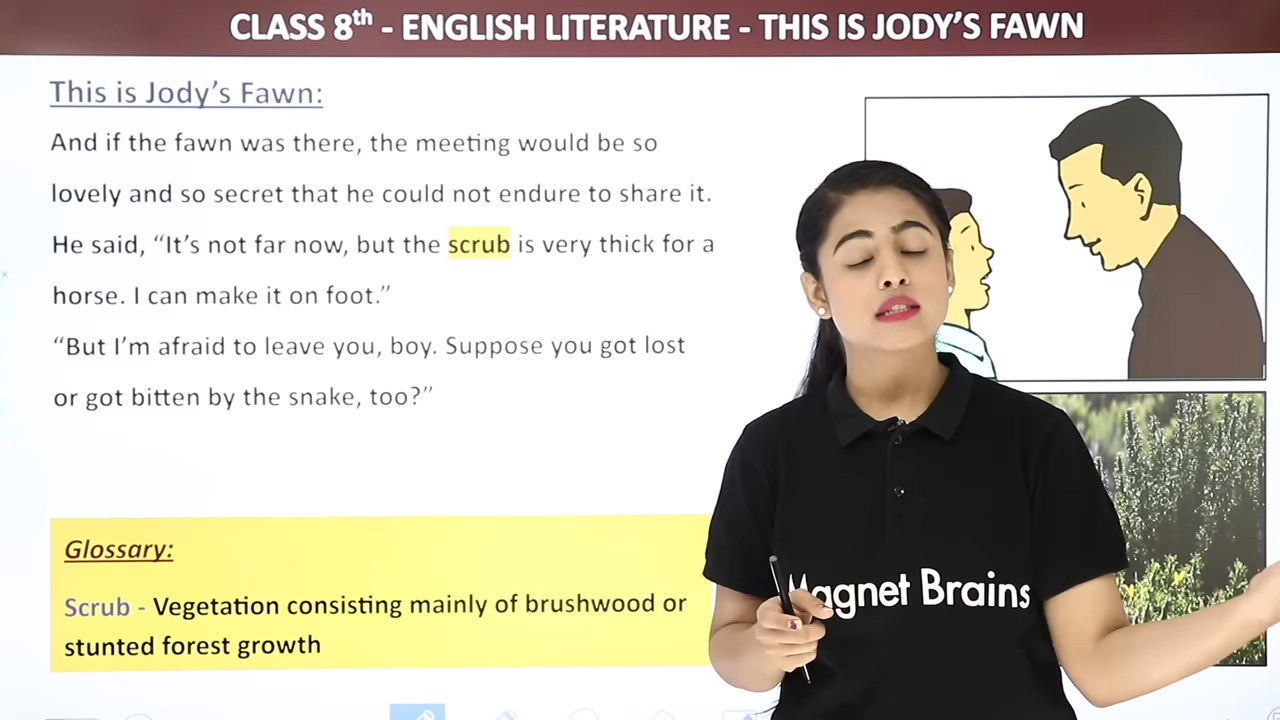 CLASS 8th - ENGLISH LITERATURE - THIS IS JODY'S FAWN
This is Jody's Fawn:
And if the fawn was there, the meeting would be so
lovely and so secret that he could not endure to share it.
He said, "It's not far now, but the scrub is very thick for a
horse. I can make it on foot."
"But I'm afraid to leave you, boy. Suppose you got lost
or got bitten by the snake, too?"
Glossary:
Scrub - Vegetation consisting mainly of brushwood or
stunted forest growth
Magnet Brains